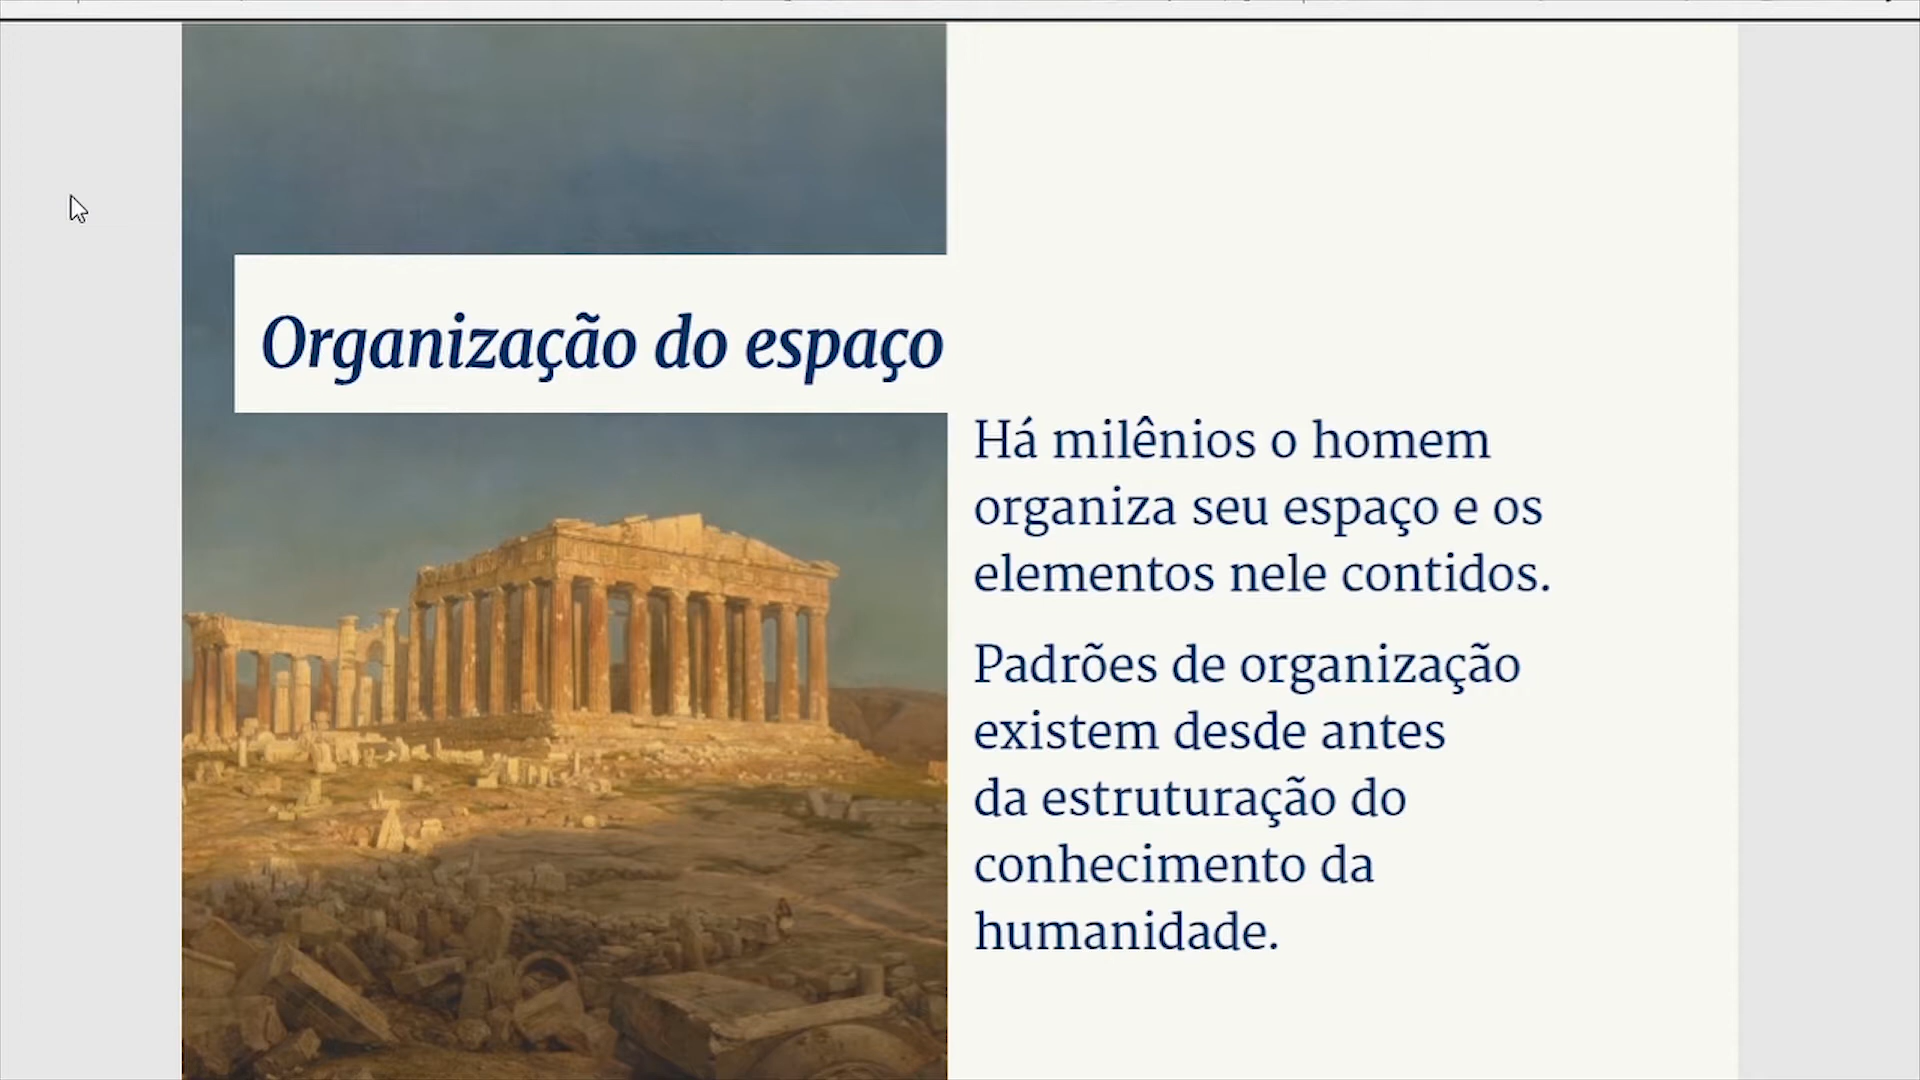 Organização do espaço
Há milênios o homem
organiza seu espaço e os
elementos nele contidos.
Padrões de organização
existem desde antes
da estruturação do
conhecimento da
humanidade.